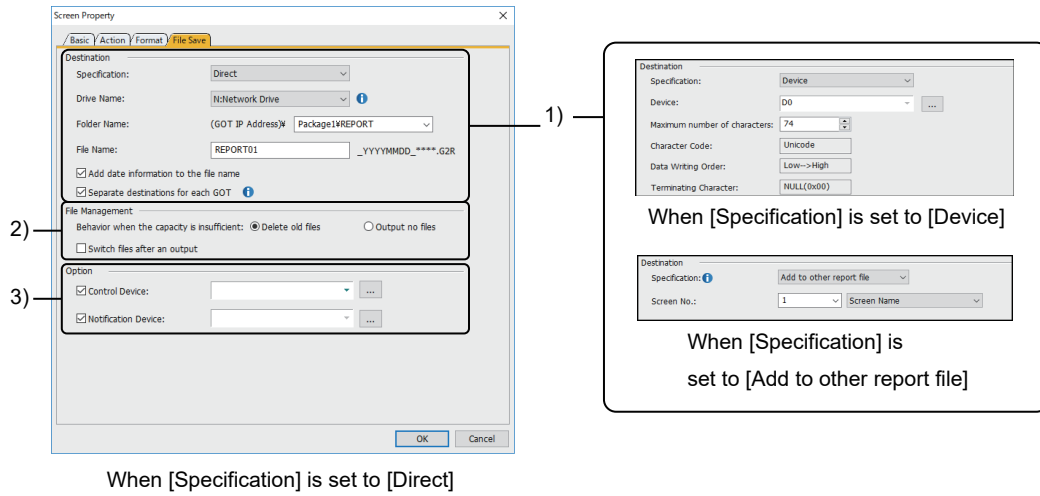 Screen Property
Basic Action Format File Save
Destination
Specification: Direct
Drive Name: N:Network Drive
Folder Name: (GOT IP Address)¥ Package1¥REPORT
File Name: REPORT01 _YYYYMMDD_****.G2R
Add date information to the file name
Separate destinations for each GOT
File Management
Behavior when the capacity is insufficient: Delete old files Output no files
Switch files after an output
Option
Control Device: ...
Notification Device: ...
OK Cancel
When [Specification] is set to [Direct]
1)
2)
3)
Destination
Specification: Device
Device: D0 ...
Maximum number of characters: 74
Character Code: Unicode
Data Writing Order: Low-->High
Terminating Character: NULL(0x00)
When [Specification] is set to [Device]
Destination
Specification: Add to other report file
Screen No.: 1 Screen Name
When [Specification] is
set to [Add to other report file]